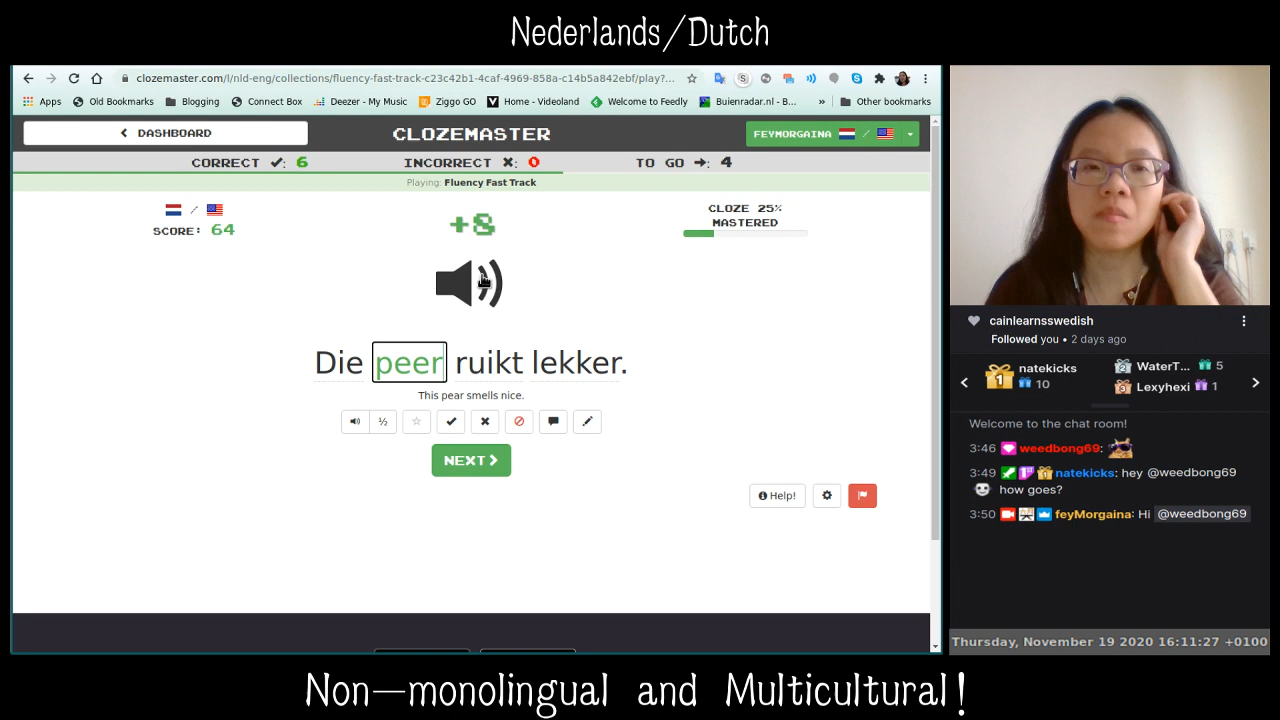 Nederlands/Dutch
clozemaster.com/l/nld-eng/collections/fluency-fast-track-c23c42b1-4caf-4969-858a-c14b5a842ebf/play?...
Apps Old Bookmarks Blogging Connect Box Deezer - My Music Ziggo GO Home - Videoland Welcome to Feedly Buienradar.nl - B... » Other bookmarks
DASHBOARD
CLOZEMASTER
FEYMORGAINA /
CORRECT ✔: 6 INCORRECT ✖: 0 TO GO →: 4
Playing: Fluency Fast Track
/
SCORE: 64
+8
CLOZE 25%
MASTERED
Die peer ruikt lekker.
This pear smells nice.
½
NEXT
Help!
cainlearnsswedish
Followed you • 2 days ago
1 natekicks
10
2 WaterT... 5
3 Lexyhexi 1
Welcome to the chat room!
3:46 weedbong69:
3:49 natekicks: hey @weedbong69
how goes?
3:50 feyMorgaina: Hi @weedbong69
Thursday, November 19 2020 16:11:27 +0100
Non-monolingual and Multicultural!